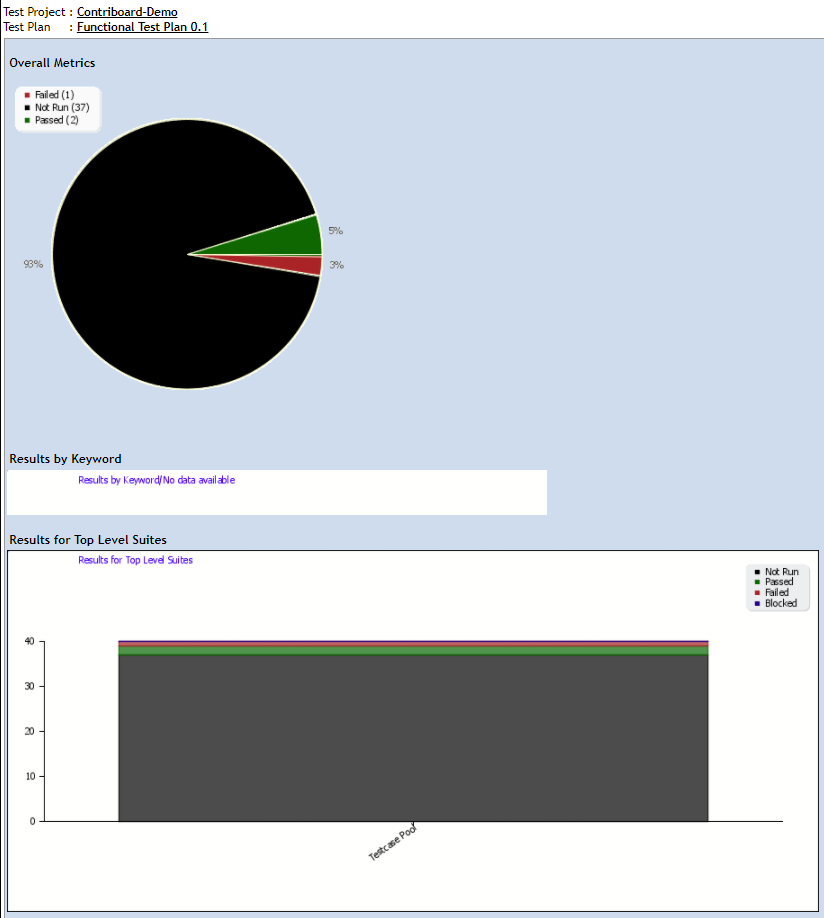 Test Project : Contriboard-Demo
Test Plan : Functional Test Plan 0.1
Overall Metrics
Failed (1)
Not Run (37)
Passed (2)
5%
93%
3%
Results by Keyword
Results by Keyword/No data available
Results for Top Level Suites
Results for Top Level Suites
Not Run
Passed
Failed
Blocked
40
30
20
10
0
Testcase Pool